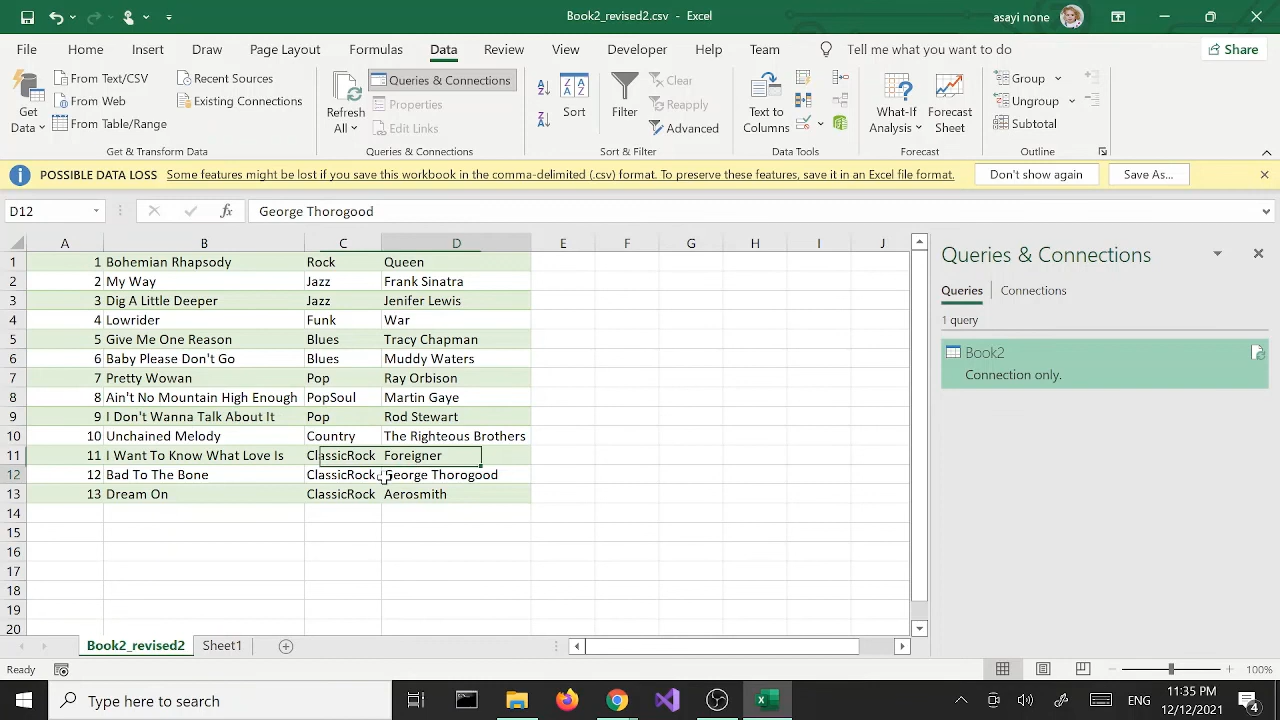 Book2_revised2.csv - Excel
asayi none
File Home Insert Draw Page Layout Formulas Data Review View Developer Help Team Tell me what you want to do Share
Get Data
From Text/CSV
From Web
From Table/Range
Recent Sources
Existing Connections
Get & Transform Data
Refresh All
Queries & Connections
Properties
Edit Links
Queries & Connections
Sort
Filter
Clear
Reapply
Advanced
Sort & Filter
Text to Columns
Data Tools
What-If Analysis
Forecast Sheet
Forecast
Group
Ungroup
Subtotal
Outline
POSSIBLE DATA LOSS Some features might be lost if you save this workbook in the comma-delimited (.csv) format. To preserve these features, save it in an Excel file format. Don't show again Save As...
D12 fx George Thorogood
A B C D E F G H I J
1 1 Bohemian Rhapsody Rock Queen
2 2 My Way Jazz Frank Sinatra
3 3 Dig A Little Deeper Jazz Jenifer Lewis
4 4 Lowrider Funk War
5 5 Give Me One Reason Blues Tracy Chapman
6 6 Baby Please Don't Go Blues Muddy Waters
7 7 Pretty Wowan Pop Ray Orbison
8 8 Ain't No Mountain High Enough PopSoul Martin Gaye
9 9 I Don't Wanna Talk About It Pop Rod Stewart
10 10 Unchained Melody Country The Righteous Brothers
11 11 I Want To Know What Love Is ClassicRock Foreigner
12 12 Bad To The Bone ClassicRock George Thorogood
13 13 Dream On ClassicRock Aerosmith
14
15
16
17
18
19
20
Queries & Connections
Queries Connections
1 query
Book2
Connection only.
Book2_revised2 Sheet1
Ready 100%
Type here to search
ENG
11:35 PM
12/12/2021
4